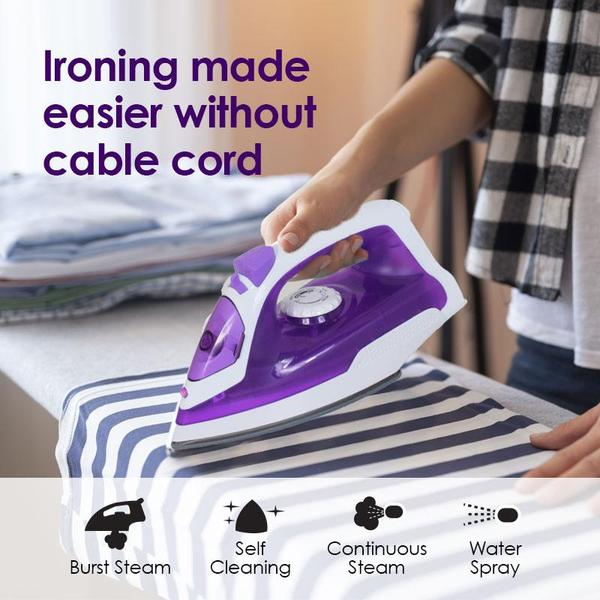 Ironing made
easier without
cable cord
Burst Steam
Self
Cleaning
Continuous
Steam
Water
Spray